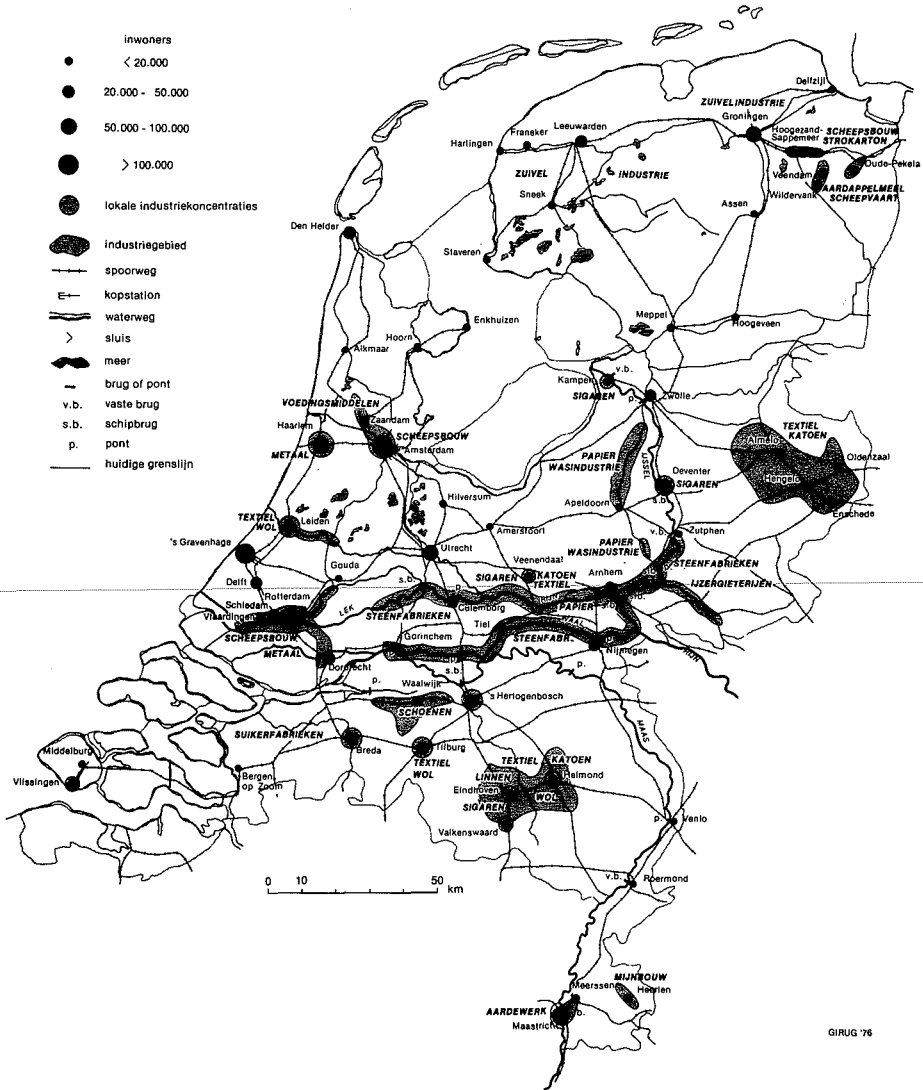 inwoners
< 20.000
20.000 - 50.000
50.000 - 100.000
> 100.000
lokale industriekoncentraties
industriegebied
spoorweg
kopstation
waterweg
sluis
meer
brug of pont
v.b. vaste brug
s.b. schipbrug
p. pont
huidige grenslijn
Delfzijl
ZUIVELINDUSTRIE
Groningen
Hoogezand-
Sappemeer
SCHEEPSBOUW
STROKARTON
Oude-Pekela
Veendam
Wildervank
AARDAPPELMEEL
SCHEEPVAART
Harlingen
Franeker
Leeuwarden
ZUIVEL
INDUSTRIE
Sneek
Assen
Den Helder
Staveren
Meppel
Hoogeveen
Enkhuizen
Hoorn
Alkmaar
Kampen
v.b.
SIGAREN
p.
Zwolle
VOEDINGSMIDDELEN
Zaandam
Haarlem
METAAL
SCHEEPSBOUW
Amsterdam
TEXTIEL
KATOEN
Almelo
Oldenzaal
Hengelo
Enschede
PAPIER
WASINDUSTRIE
IJSSEL
Deventer
SIGAREN
s.b.
Apeldoorn
Hilversum
Amersfoort
TEXTIEL
WOL
Leiden
's Gravenhage
Utrecht
v.b.
Zutphen
PAPIER
WASINDUSTRIE
Veenendaal
Gouda
Delft
s.b.
p.
SIGAREN
KATOEN
TEXTIEL
Arnhem
STEENFABRIEKEN
IJZERGIETERIJEN
Rotterdam
Schiedam
Vlaardingen
LEK
STEENFABRIEKEN
Culemborg
RIJN
PAPIER
s.b.
SCHEEPSBOUW
METAAL
Tiel
WAAL
Gorinchem
STEENFABR.
Nijmegen
RIJN
Dordrecht
p.
s.b.
p.
p.
Waalwijk
SCHOENEN
's Hertogenbosch
MAAS
SUIKERFABRIEKEN
Breda
Tilburg
TEXTIEL
WOL
TEXTIEL
KATOEN
LINNEN
Helmond
Eindhoven
WOL
SIGAREN
Valkenswaard
Middelburg
Vlissingen
Bergen
op Zoom
p.
Venlo
0 10 50
km
v.b.
Roermond
MIJNBOUW
Meerssen
Heerlen
AARDEWERK
Maastricht
GIRUG '76